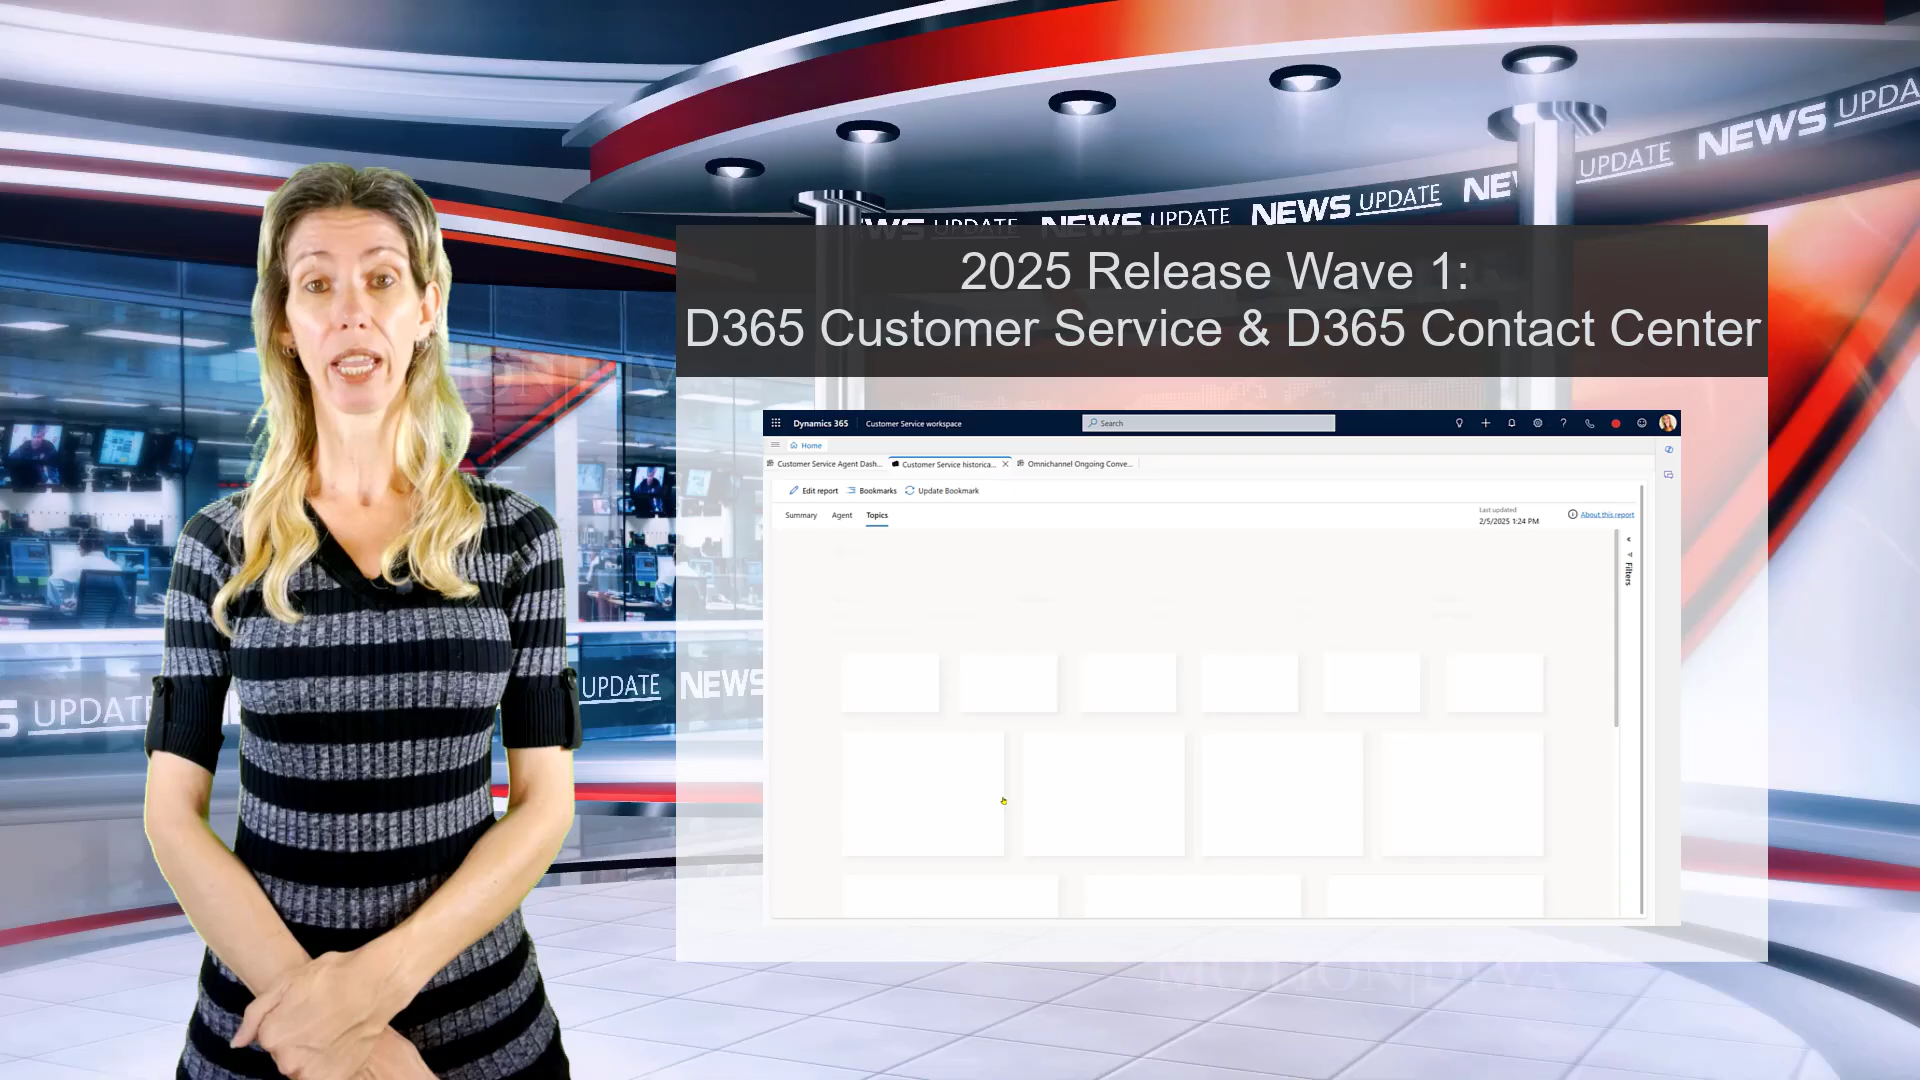 NEWS UPDATE
UPDATE
NEWS UPDATE NEWS UPDATE
2025 Release Wave 1:
D365 Customer Service & D365 Contact Center
Dynamics 365 Customer Service workspace Search
Home
Customer Service Agent Dash... Customer Service historica... Omnichannel Ongoing Conve...
Edit report Bookmarks Update Bookmark
Summary Agent Topics
Last updated
2/5/2025 1:24 PM
About this report
Filters
UPDATE NEWS
UPDATE